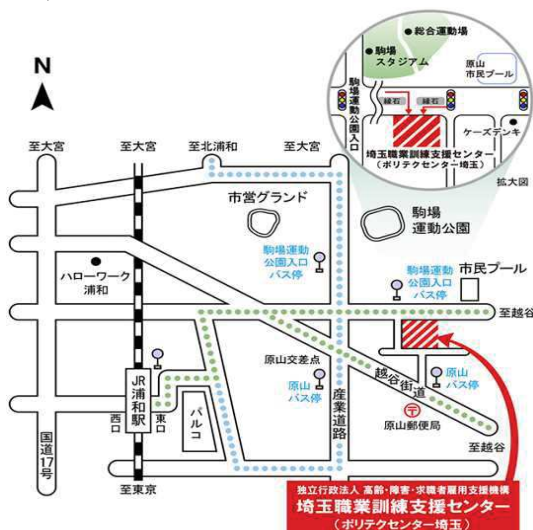 総合運動場
駒場
スタジアム
原山
市民プール
駒場運動公園入口
縁石
縁石
ケーズデンキ
埼玉職業訓練支援センター
(ポリテクセンター埼玉)
拡大図
N
至大宮
至大宮
至北浦和
至大宮
市営グランド
駒場
運動公園
駒場運動
公園入口
バス停
駒場運動
公園入口
バス停
市民プール
ハローワーク
浦和
至越谷
原山交差点
越谷街道
原山
バス停
原山
バス停
JR浦和駅
西口
東口
パルコ
産業道路
〒
原山郵便局
国道17号
至越谷
至東京
独立行政法人 高齢・障害・求職者雇用支援機構
埼玉職業訓練支援センター
(ポリテクセンター埼玉)